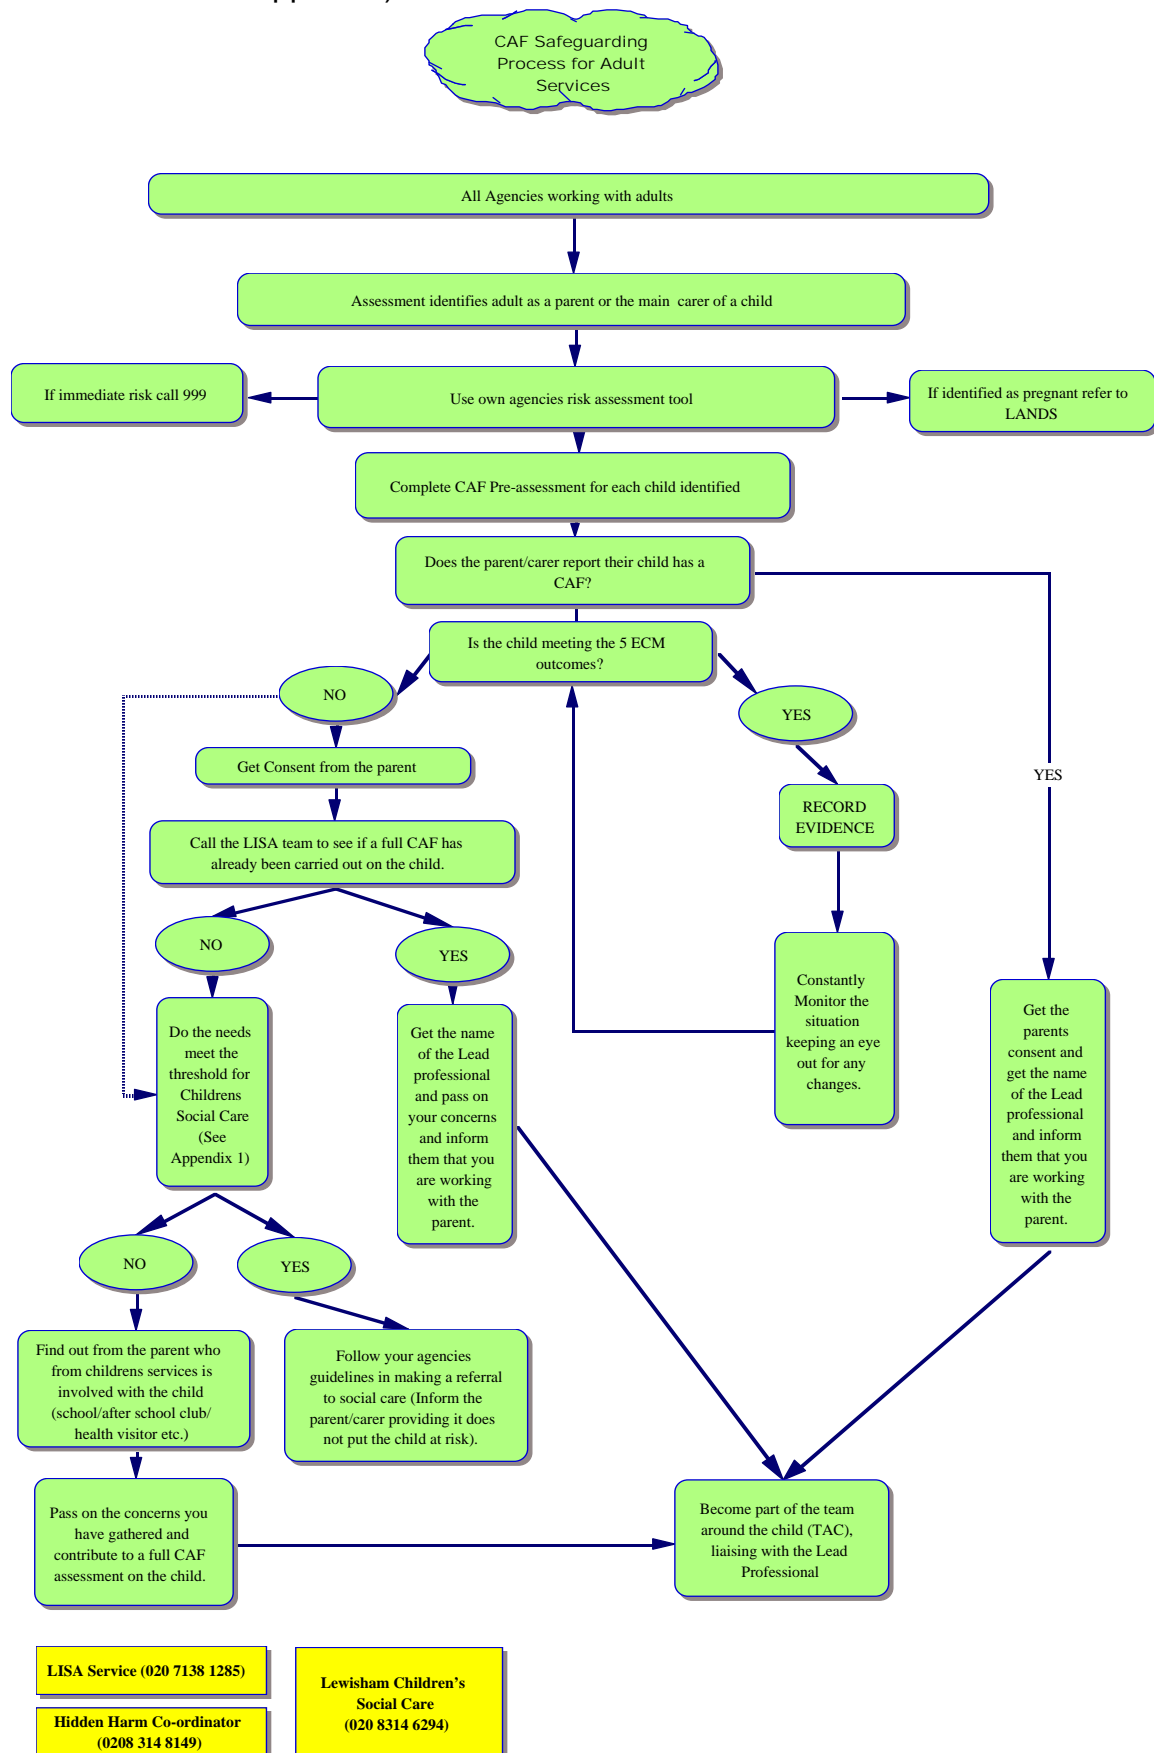 CAF Safeguarding
Process for Adult
Services
All Agencies working with adults
Assessment identifies adult as a parent or the main carer of a child
If immediate risk call 999
Use own agencies risk assessment tool
If identified as pregnant refer to
LANDS
Complete CAF Pre-assessment for each child identified
Does the parent/carer report their child has a
CAF?
Is the child meeting the 5 ECM
outcomes?
NO
YES
YES
Get Consent from the parent
RECORD
EVIDENCE
Call the LISA team to see if a full CAF has
already been carried out on the child.
NO
YES
Do the needs
meet the
threshold for
Childrens
Social Care
(See
Appendix 1)
Get the name
of the Lead
professional
and pass on
your concerns
and inform
them that you
are working
with the
parent.
Constantly
Monitor the
situation
keeping an eye
out for any
changes.
Get the
parents
consent and
get the name
of the Lead
professional
and inform
them that you
are working
with the
parent.
NO
YES
Find out from the parent who
from childrens services is
involved with the child
(school/after school club/
health visitor etc.)
Follow your agencies
guidelines in making a referral
to social care (Inform the
parent/carer providing it does
not put the child at risk).
Pass on the concerns you
have gathered and
contribute to a full CAF
assessment on the child.
Become part of the team
around the child (TAC),
liaising with the Lead
Professional
LISA Service (020 7138 1285)
Hidden Harm Co-ordinator
(0208 314 8149)
Lewisham Children's
Social Care
(020 8314 6294)